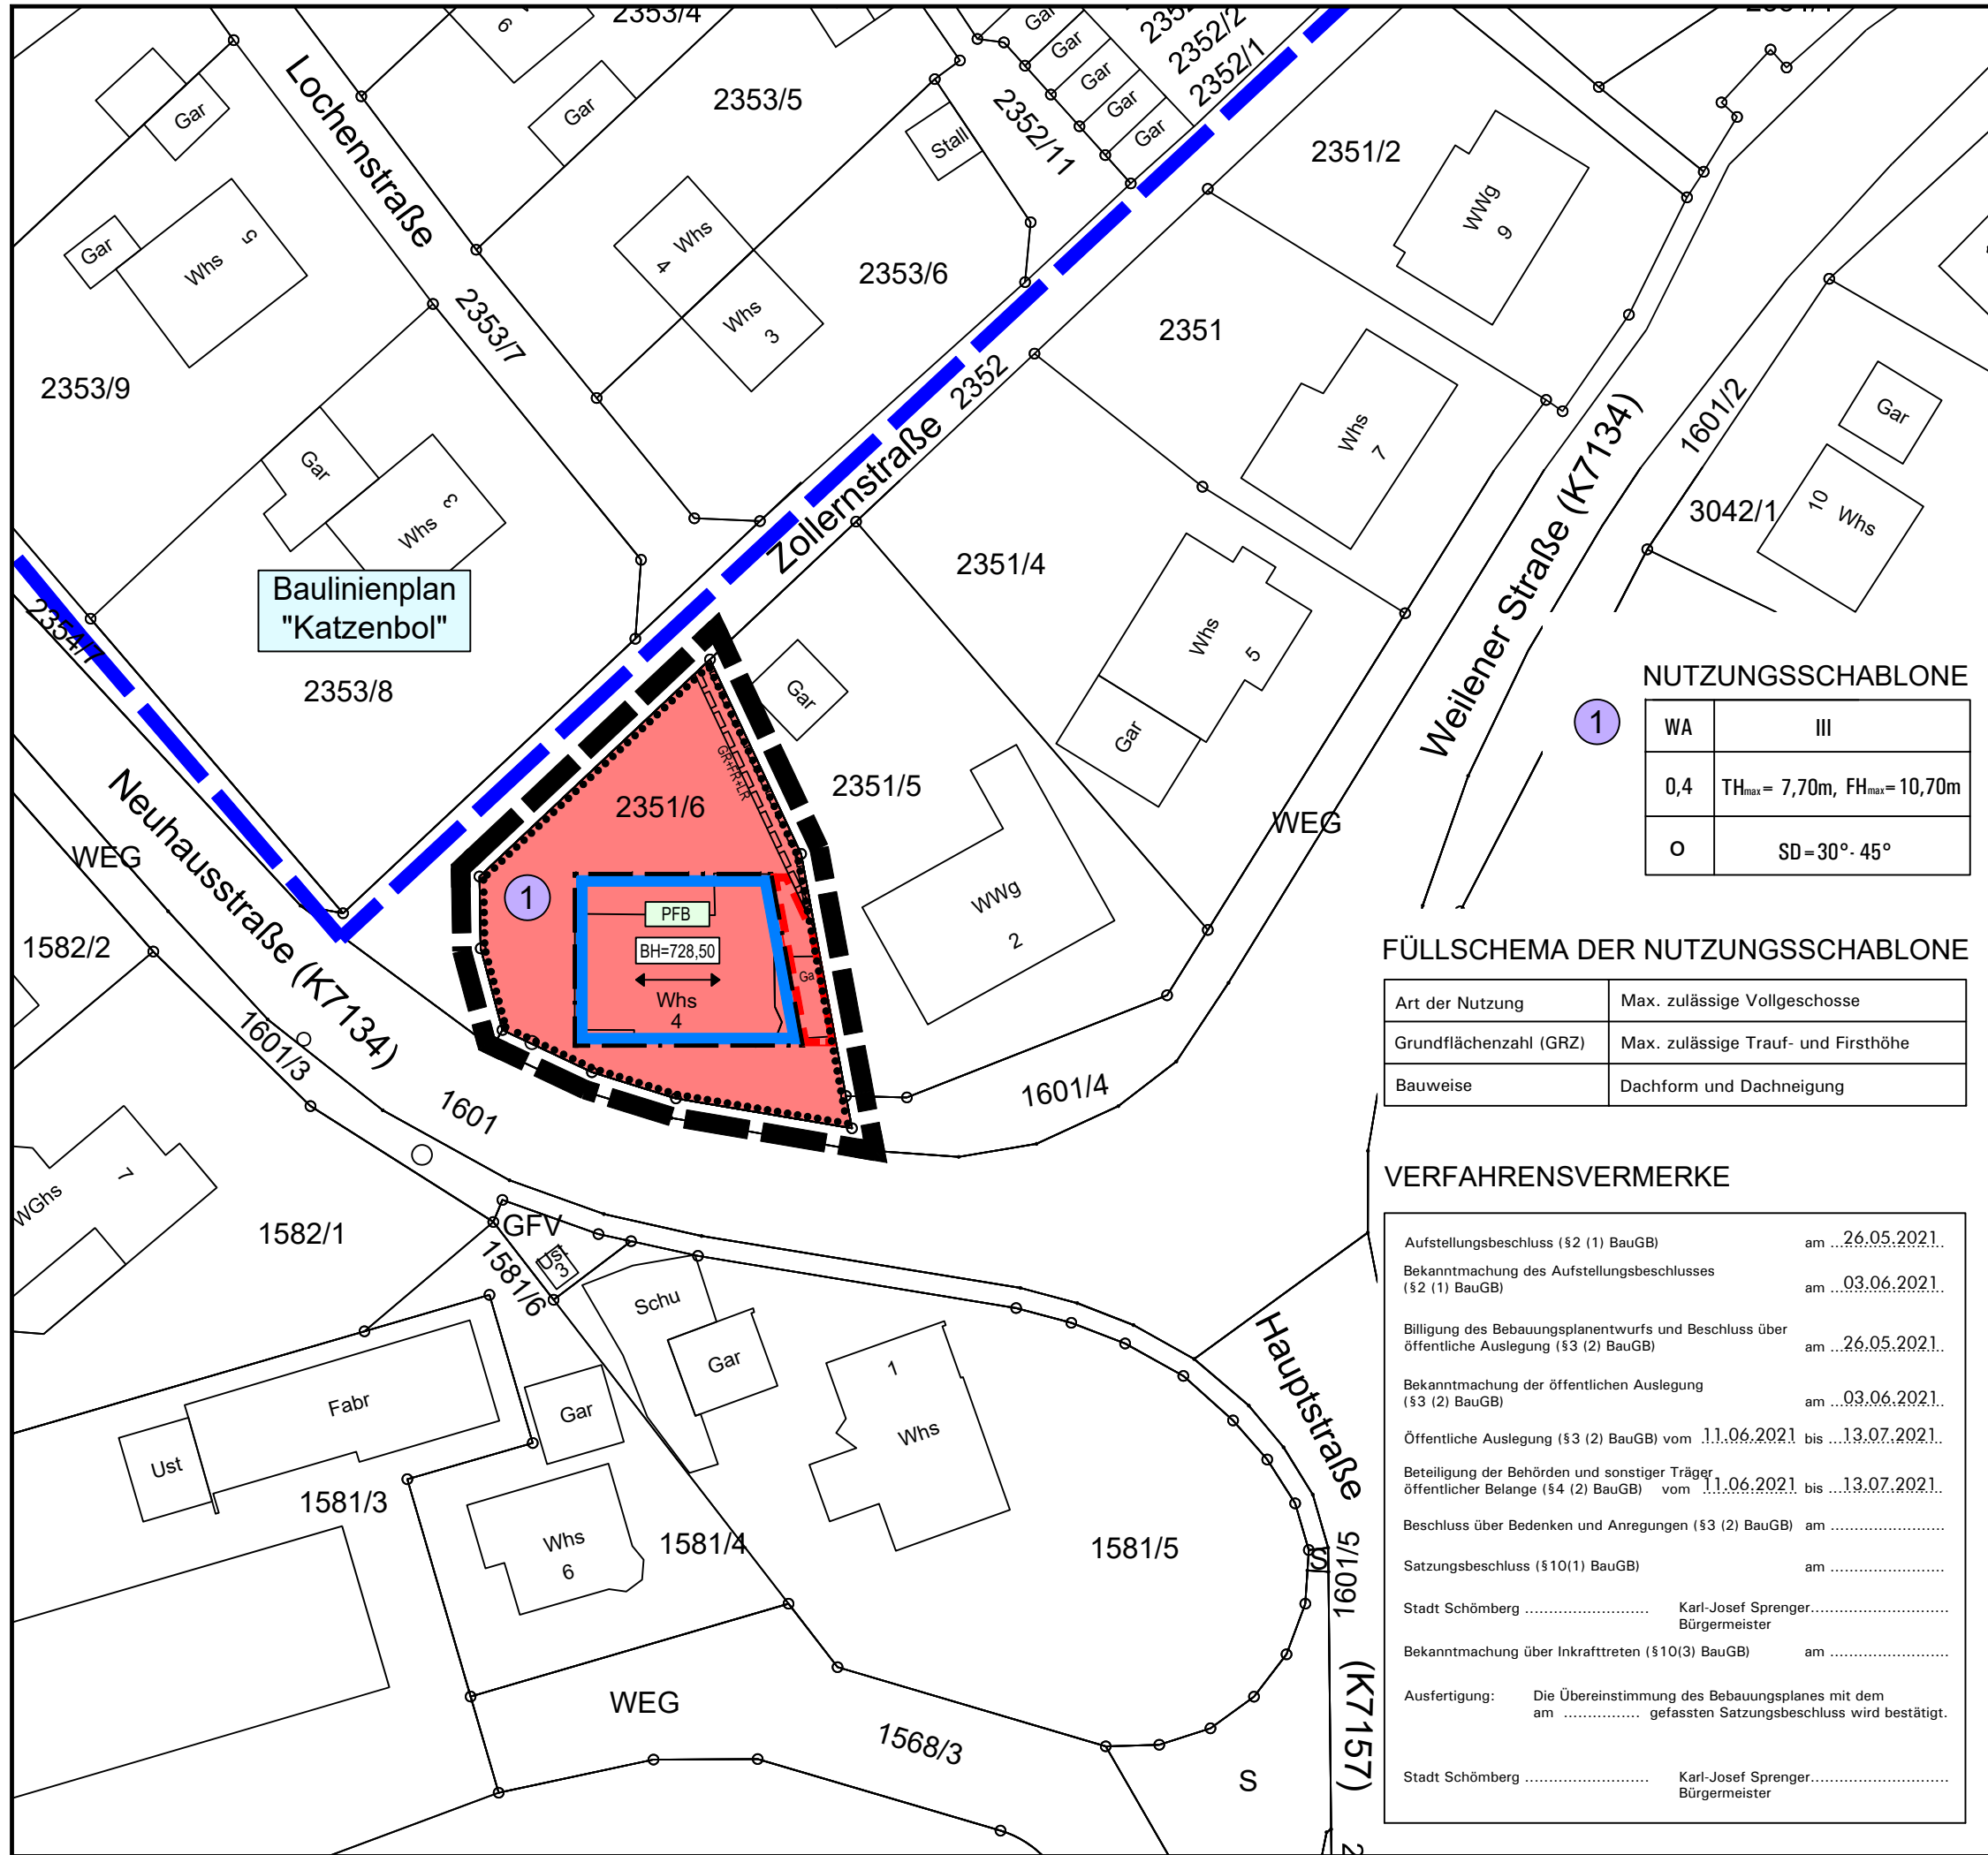 2353/4
6
Gar
2352/2
2352/1
Gar
Gar
Gar
Gar
Gar
Lochenstraße
Gar
2353/5
Stall
2352/11
2351/2
WWg
9
Gar
Whs
5
Whs
4
2353/6
Whs
3
2353/7
2351
2353/9
Zollernstraße
2352
Whs
7
Weilener Straße (K7134)
1601/2
Gar
10
Whs
3042/1
Gar
Whs
3
2351/4
Baulinienplan
"Katzenbol"
2354/7
2353/8
Whs
5
Gar
Gar
NUTZUNGSSCHABLONE
1
WA
III
0,4
THmax= 7,70m, FHmax= 10,70m
O
SD=30°- 45°
Neuhausstraße (K7134)
WEG
GR+FR+LR
2351/6
2351/5
WEG
1
PFB
BH=728,50
Whs
4
Ga
WWg
2
1582/2
FÜLLSCHEMA DER NUTZUNGSSCHABLONE
Art der Nutzung
Max. zulässige Vollgeschosse
Grundflächenzahl (GRZ)
Max. zulässige Trauf- und Firsthöhe
Bauweise
Dachform und Dachneigung
1601/3
1601
1601/4
WGhs
7
1582/1
GFV
Ust
3
1581/6
Schu
Gar
Fabr
Gar
Ust
1
Whs
Hauptstraße
1581/3
Whs
6
1581/4
1581/5
S
1601/5
(K7157)
WEG
1568/3
S
VERFAHRENSVERMERKE
Aufstellungsbeschluss (§2 (1) BauGB) am 26.05.2021
Bekanntmachung des Aufstellungsbeschlusses
(§2 (1) BauGB) am 03.06.2021
Billigung des Bebauungsplanentwurfs und Beschluss über
öffentliche Auslegung (§3 (2) BauGB) am 26.05.2021
Bekanntmachung der öffentlichen Auslegung
(§3 (2) BauGB) am 03.06.2021
Öffentliche Auslegung (§3 (2) BauGB) vom 11.06.2021 bis 13.07.2021
Beteiligung der Behörden und sonstiger Träger
öffentlicher Belange (§4 (2) BauGB) vom 11.06.2021 bis 13.07.2021
Beschluss über Bedenken und Anregungen (§3 (2) BauGB) am ........................
Satzungsbeschluss (§10(1) BauGB) am ........................
Stadt Schömberg ......................... Karl-Josef Sprenger............................
Bürgermeister
Bekanntmachung über Inkrafttreten (§10(3) BauGB) am ........................
Ausfertigung: Die Übereinstimmung des Bebauungsplanes mit dem
am ................ gefassten Satzungsbeschluss wird bestätigt.
Stadt Schömberg ......................... Karl-Josef Sprenger............................
Bürgermeister